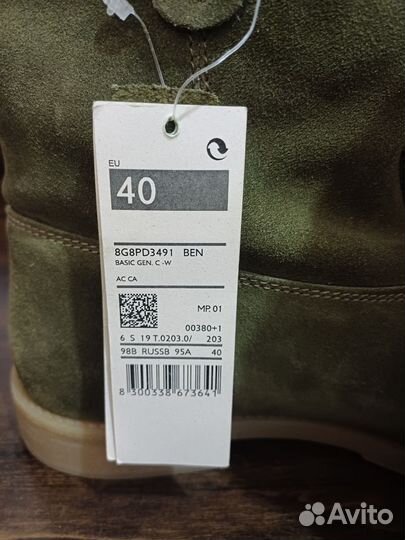 EU
40
8G8PD3491 BEN
BASIC GEN. C -W
AC CA
MP. 01
00380÷1
6 S 19 T.0203.0/ 203
98B RUSSB 95A 40
8 300338 673641
Avito